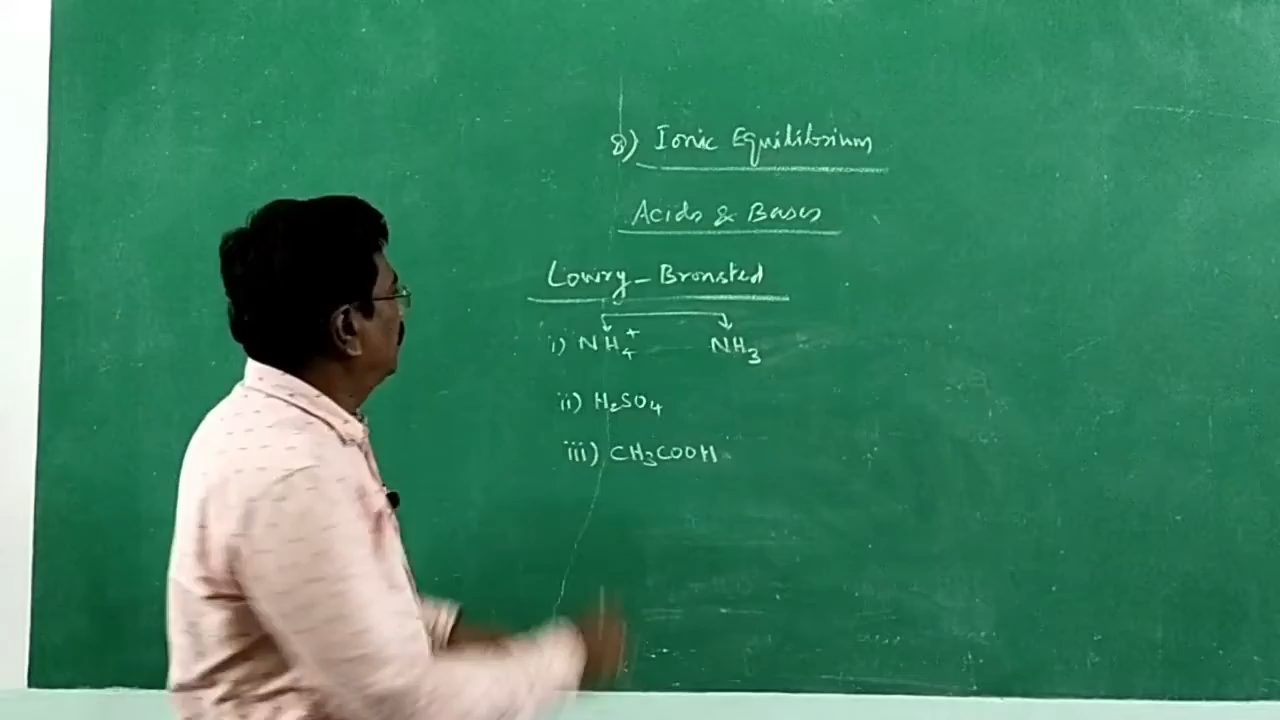 8) Ionic Equilibrium
Acids & Bases
Lowry - Bronsted
i) NH₄⁺ NH₃
ii) H₂SO₄
iii) CH₃COOH